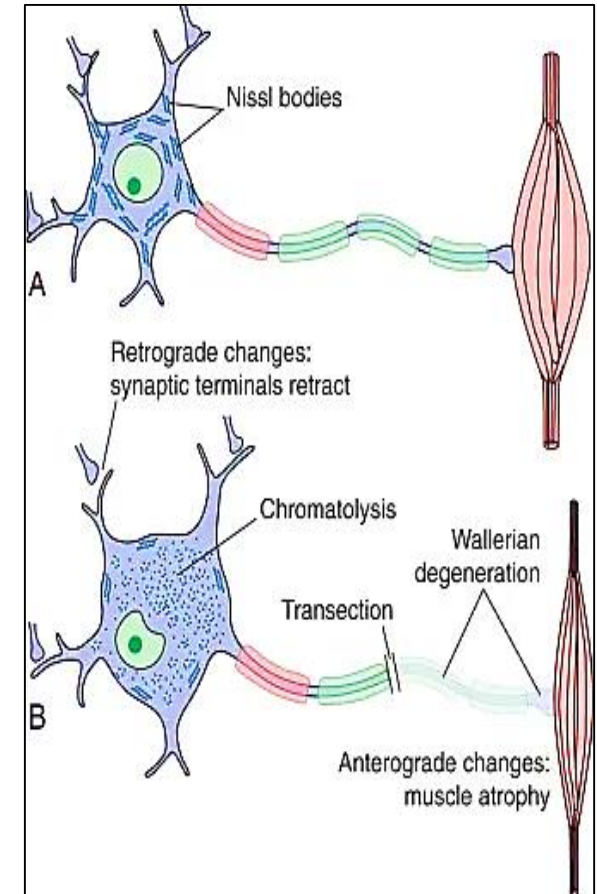 Nissl bodies
A
Retrograde changes:
synaptic terminals retract
Chromatolysis
Wallerian
degeneration
Transection
B
Anterograde changes:
muscle atrophy